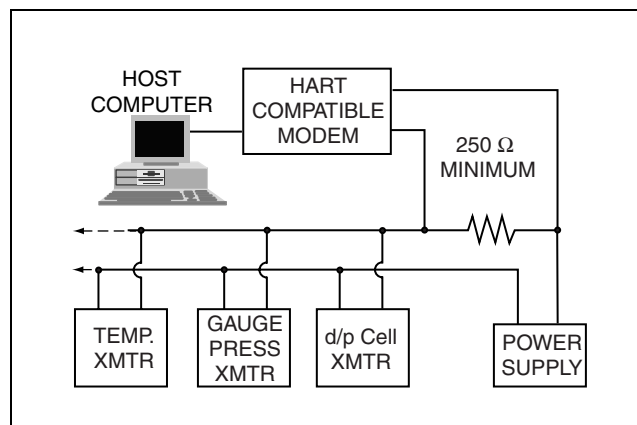 HOST
COMPUTER
HART
COMPATIBLE
MODEM
250 Ω
MINIMUM
TEMP.
XMTR
GAUGE
PRESS
XMTR
d/p Cell
XMTR
POWER
SUPPLY